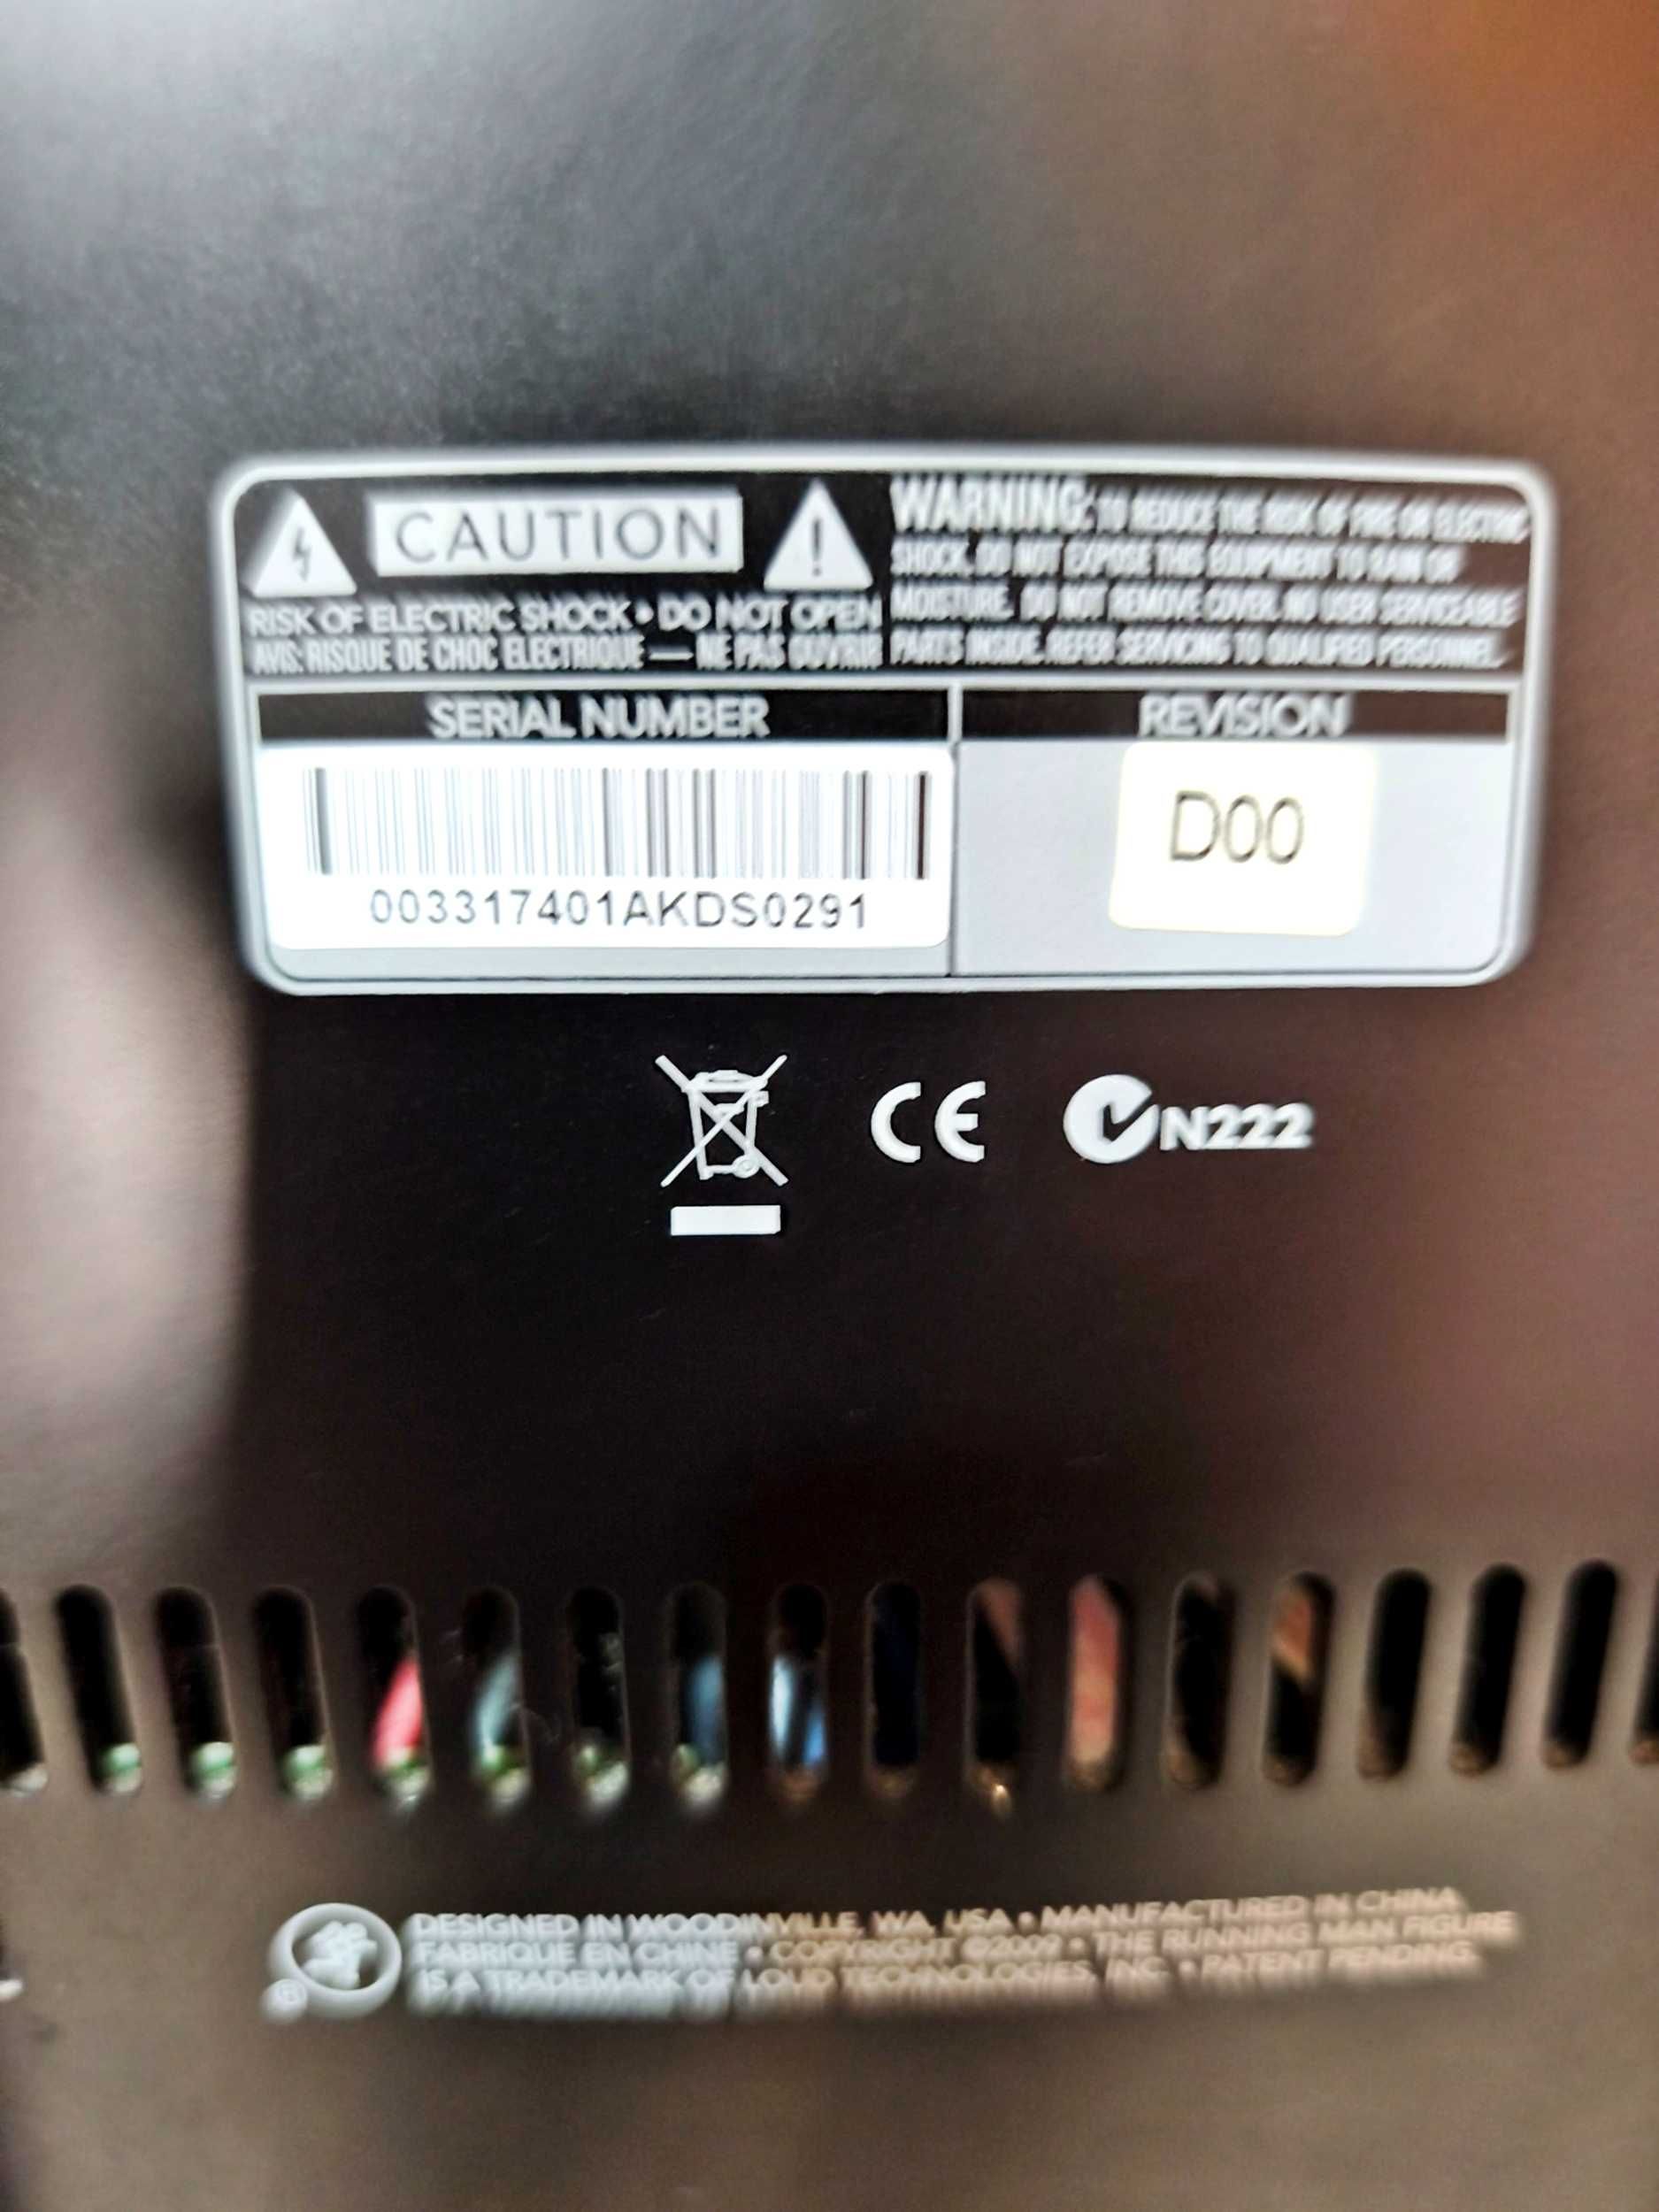 CAUTION
RISK OF ELECTRIC SHOCK • DO NOT OPEN
AVIS: RISQUE DE CHOC ELECTRIQUE — NE PAS OUVRIR
WARNING: TO REDUCE THE RISK OF FIRE OR ELECTRIC
SHOCK, DO NOT EXPOSE THIS EQUIPMENT TO RAIN OR
MOISTURE. DO NOT REMOVE COVER. NO USER SERVICEABLE
PARTS INSIDE. REFER SERVICING TO QUALIFIED PERSONNEL.
SERIAL NUMBER
003317401AKDS0291
REVISION
D00
CE
N222
DESIGNED IN WOODINVILLE, WA, USA • MANUFACTURED IN CHINA
FABRIQUE EN CHINE • COPYRIGHT ©2009 • THE RUNNING MAN FIGURE
IS A TRADEMARK OF LOUD TECHNOLOGIES, INC. • PATENT PENDING.
®